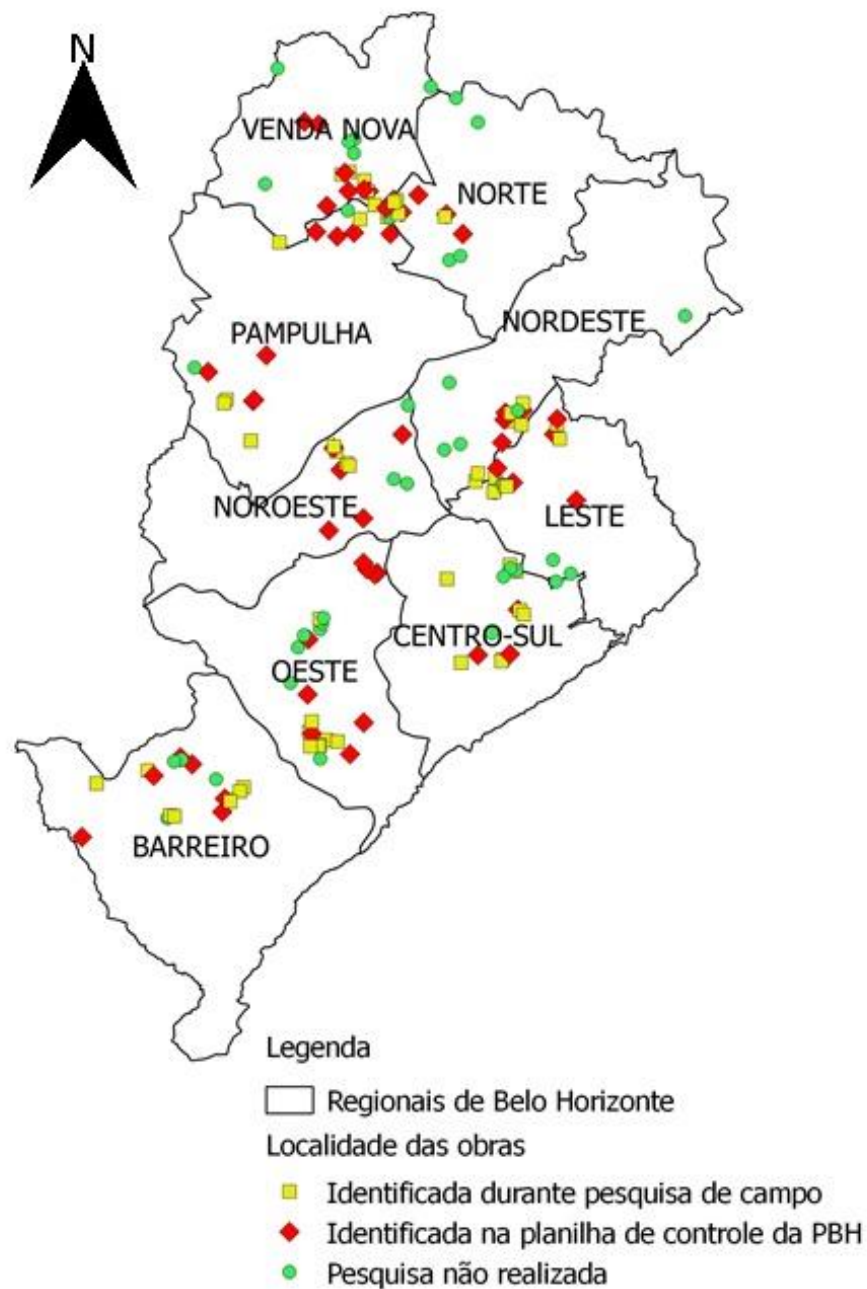 N
VENDA NOVA
NORTE
NORDESTE
PAMPULHA
NOROESTE
LESTE
CENTRO-SUL
OESTE
BARREIRO
Legenda
Regionais de Belo Horizonte
Localidade das obras
Identificada durante pesquisa de campo
Identificada na planilha de controle da PBH
Pesquisa não realizada